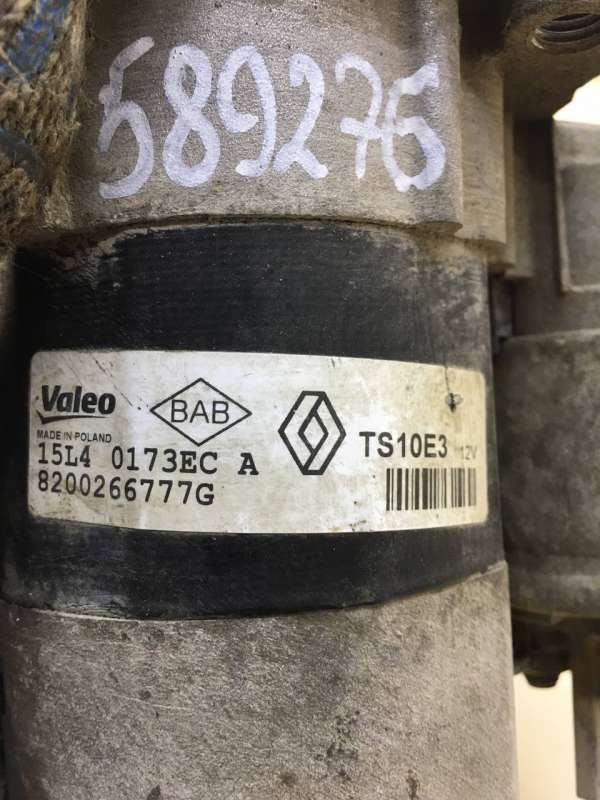 589276
Valeo
BAB
MADE IN POLAND
TS10E3 12V
15L4 0173EC A
8200266777G